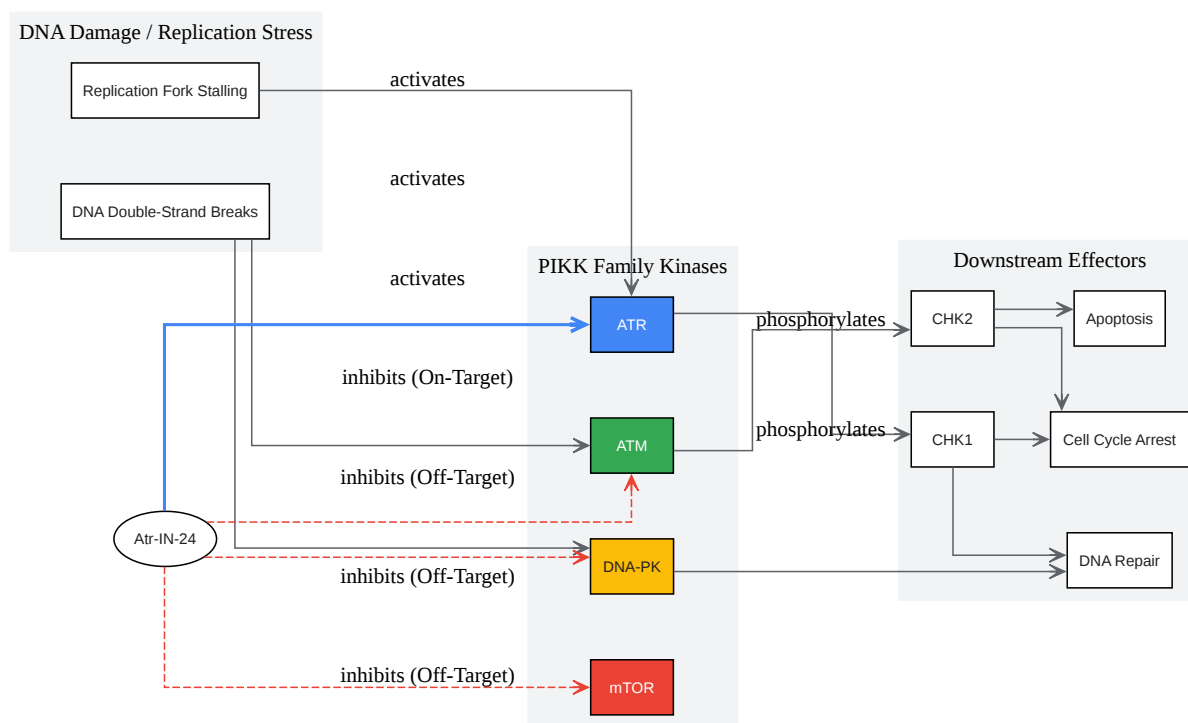 DNA Damage / Replication Stress
Replication Fork Stalling
activates
activates
DNA Double-Strand Breaks
activates
PIKK Family Kinases
Downstream Effectors
ATR
phosphorylates
CHK2
Apoptosis
inhibits (On-Target)
ATM
phosphorylates
CHK1
Cell Cycle Arrest
inhibits (Off-Target)
Atr-IN-24
inhibits (Off-Target)
DNA-PK
DNA Repair
inhibits (Off-Target)
mTOR